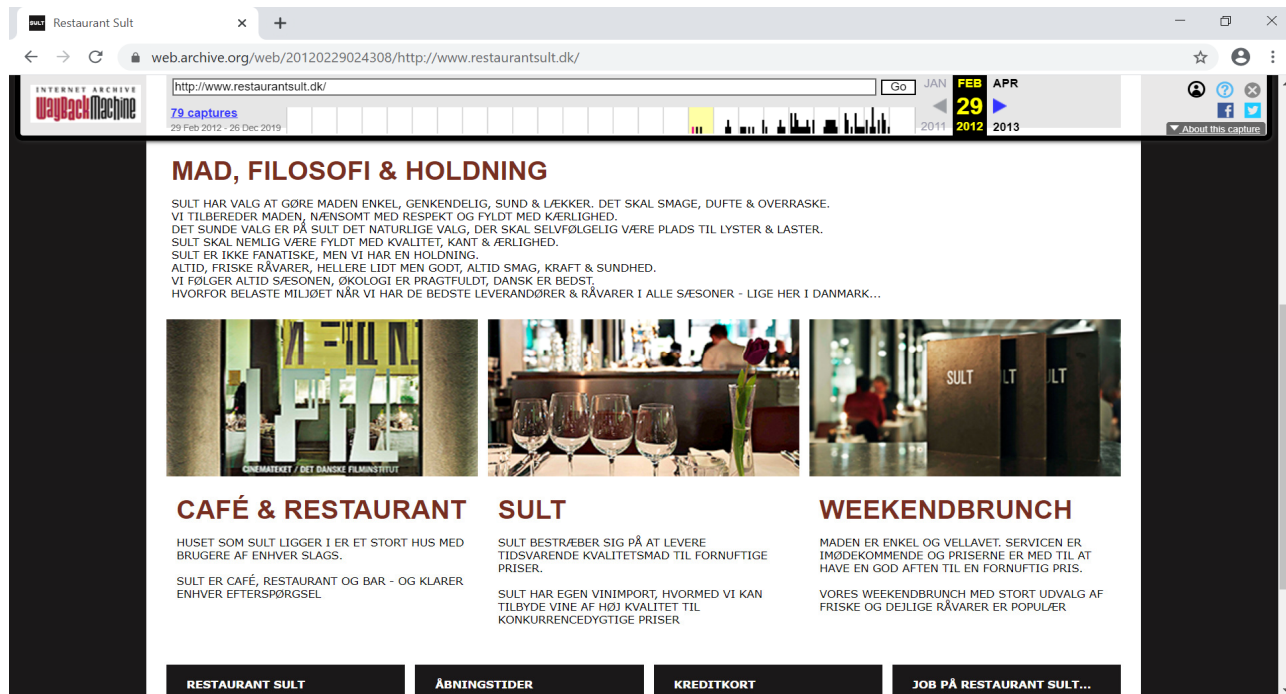 SULT Restaurant Sult
web.archive.org/web/20120229024308/http://www.restaurantsult.dk/
INTERNET ARCHIVE
WayBackMachine
http://www.restaurantsult.dk/ Go
79 captures
29 Feb 2012 - 26 Dec 2019
JAN FEB APR
29
2011 2012 2013
About this capture
MAD, FILOSOFI & HOLDNING
SULT HAR VALG AT GØRE MADEN ENKEL, GENKENDELIG, SUND & LÆKKER. DET SKAL SMAGE, DUFTE & OVERRASKE.
VI TILBEREDER MADEN, NÆNSOMT MED RESPEKT OG FYLDT MED KÆRLIGHED.
DET SUNDE VALG ER PÅ SULT DET NATURLIGE VALG, DER SKAL SELVFØLGELIG VÆRE PLADS TIL LYSTER & LASTER.
SULT SKAL NEMLIG VÆRE FYLDT MED KVALITET, KANT & ÆRLIGHED.
SULT ER IKKE FANATISKE, MEN VI HAR EN HOLDNING.
ALTID, FRISKE RÅVARER, HELLERE LIDT MEN GODT, ALTID SMAG, KRAFT & SUNDHED.
VI FØLGER ALTID SÆSONEN, ØKOLOGI ER PRAGTFULDT, DANSK ER BEDST.
HVORFOR BELASTE MILJØET NÅR VI HAR DE BEDSTE LEVERANDØRER & RÅVARER I ALLE SÆSONER - LIGE HER I DANMARK...
CINEMATEKET / DET DANSKE FILMINSTITUT
SULT LT JLT
CAFÉ & RESTAURANT
HUSET SOM SULT LIGGER I ER ET STORT HUS MED
BRUGERE AF ENHVER SLAGS.
SULT ER CAFÉ, RESTAURANT OG BAR - OG KLARER
ENHVER EFTERSPØRGSEL
SULT
SULT BESTRÆBER SIG PÅ AT LEVERE
TIDSVARENDE KVALITETSMAD TIL FORNUFTIGE
PRISER.
SULT HAR EGEN VINIMPORT, HVORMED VI KAN
TILBYDE VINE AF HØJ KVALITET TIL
KONKURRENCEDYGTIGE PRISER
WEEKENDBRUNCH
MADEN ER ENKEL OG VELLAVET. SERVICEN ER
IMØDEKOMMENDE OG PRISERNE ER MED TIL AT
HAVE EN GOD AFTEN TIL EN FORNUFTIG PRIS.
VORES WEEKENDBRUNCH MED STORT UDVALG AF
FRISKE OG DEJLIGE RÅVARER ER POPULÆR
RESTAURANT SULT
ÅBNINGSTIDER
KREDITKORT
JOB PÅ RESTAURANT SULT...